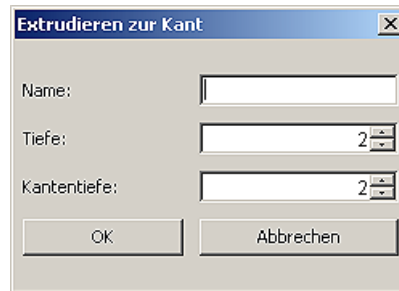 Extrudieren zur Kant
Name:
Tiefe: 2
Kantentiefe: 2
OK Abbrechen